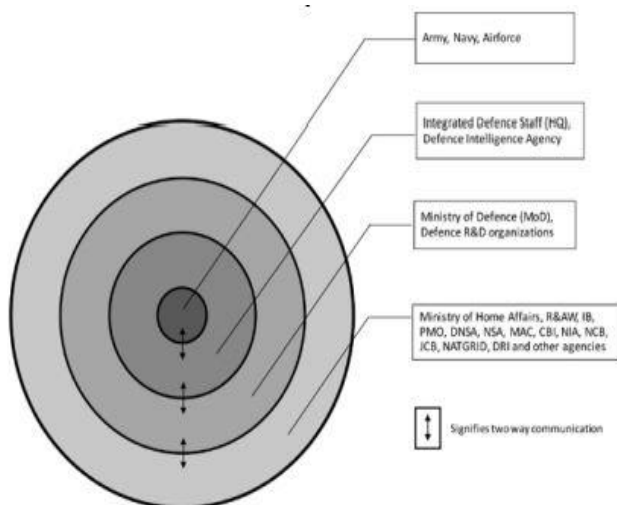 Army, Navy, Airforce
Integrated Defence Staff (HQ),
Defence Intelligence Agency
Ministry of Defence (MoD),
Defence R&D organizations
Ministry of Home Affairs, R&AW, IB,
PMO, DNSA, NSA, MAC, CBI, NIA, NCB,
JCB, NATGRID, DRI and other agencies
Signifies two way communication